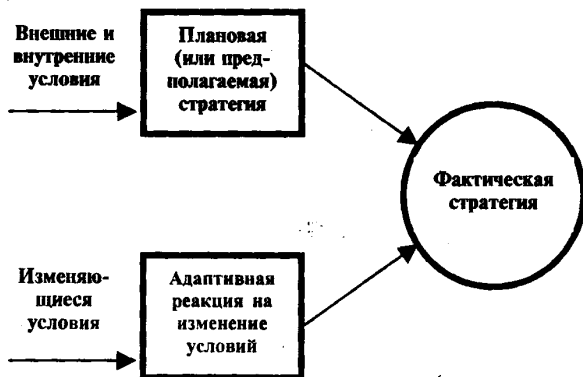 Внешние и
внутренние
условия
Плановая
(или пред-
полагаемая)
стратегия
Фактическая
стратегия
Изменяю-
щиеся
условия
Адаптивная
реакция на
изменение
условий